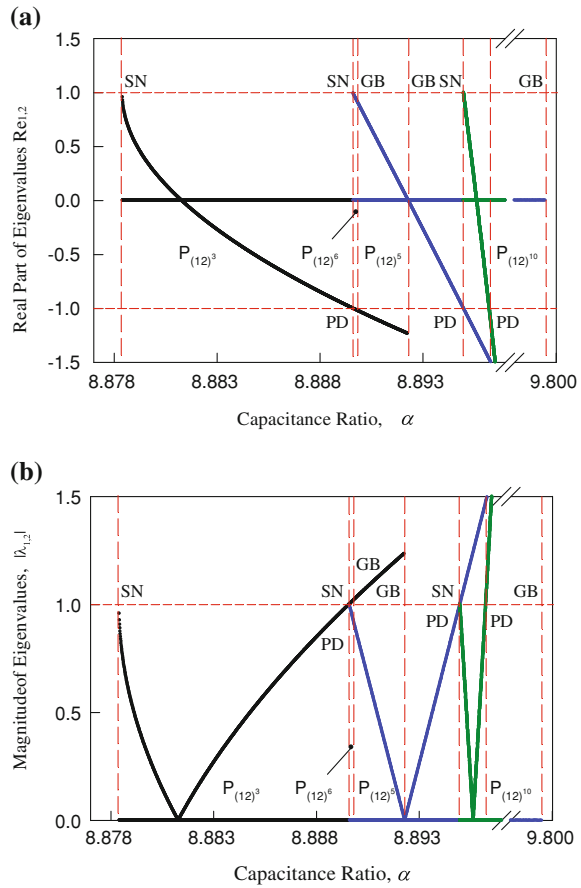 (a)
1.5
SN
SN
GB
GB
SN
GB
1.0
Real Part of Eigenvalues Re1,2
0.5
0.0
-0.5
P(12)3
P(12)6
P(12)5
P(12)10
-1.0
PD
PD
PD
-1.5
8.878
8.883
8.888
8.893
9.800
Capacitance Ratio, α
(b)
1.5
Magnitudeof Eigenvalues, |λ1,2|
GB
SN
SN
GB
SN
GB
1.0
PD
PD
PD
0.5
P(12)3
P(12)6
P(12)5
P(12)10
0.0
8.878
8.883
8.888
8.893
9.800
Capacitance Ratio, α